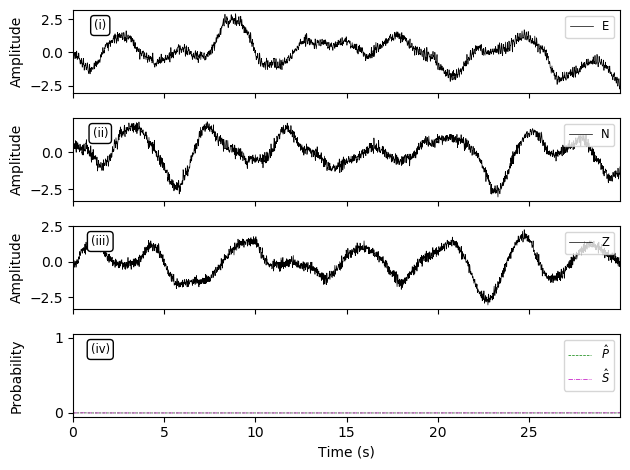 Amplitude
2.5
0.0
−2.5
(i)
E
Amplitude
0.0
−2.5
(ii)
N
Amplitude
2.5
0.0
−2.5
(iii)
Z
Probability
1
0
(iv)
P̂
Ŝ
0 5 10 15 20 25
Time (s)